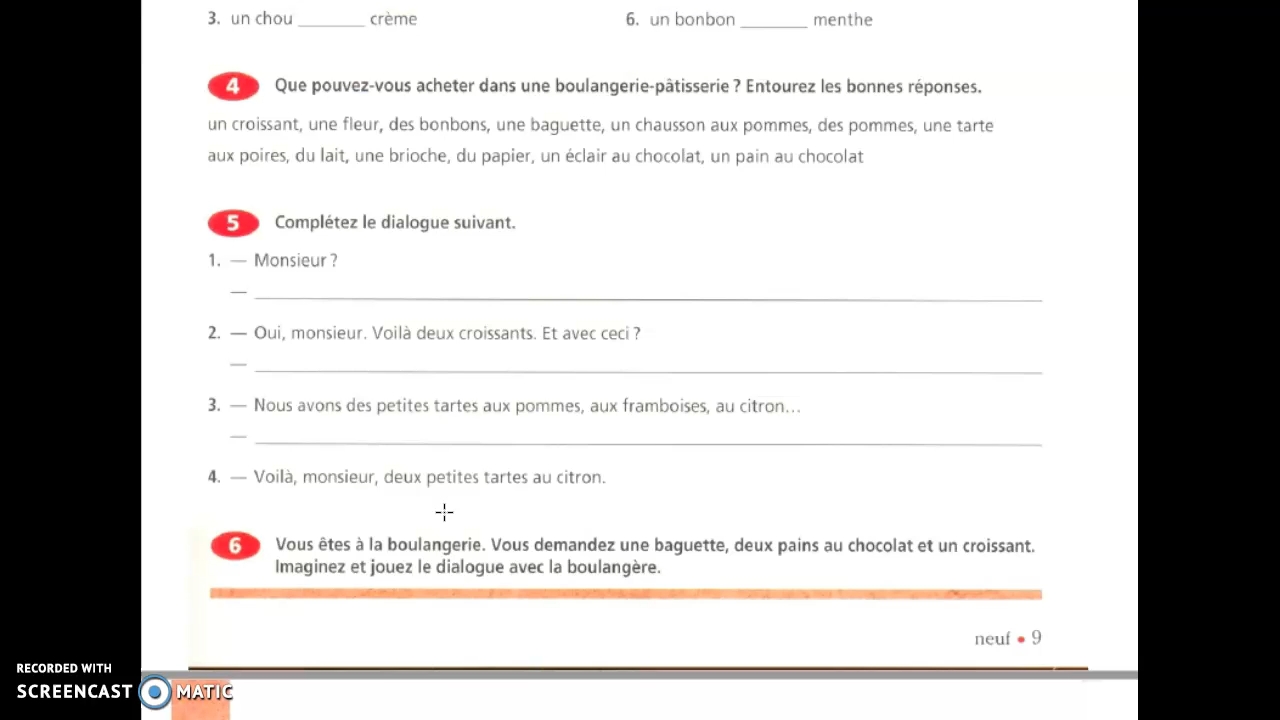 3. un chou _______ crème
6. un bonbon _______ menthe
4 Que pouvez-vous acheter dans une boulangerie-pâtisserie ? Entourez les bonnes réponses.
un croissant, une fleur, des bonbons, une baguette, un chausson aux pommes, des pommes, une tarte
aux poires, du lait, une brioche, du papier, un éclair au chocolat, un pain au chocolat
5 Complétez le dialogue suivant.
1. — Monsieur ?
— _______
2. — Oui, monsieur. Voilà deux croissants. Et avec ceci ?
— _______
3. — Nous avons des petites tartes aux pommes, aux framboises, au citron...
— _______
4. — Voilà, monsieur, deux petites tartes au citron.
6 Vous êtes à la boulangerie. Vous demandez une baguette, deux pains au chocolat et un croissant.
Imaginez et jouez le dialogue avec la boulangère.
neuf • 9
RECORDED WITH
SCREENCAST MATIC